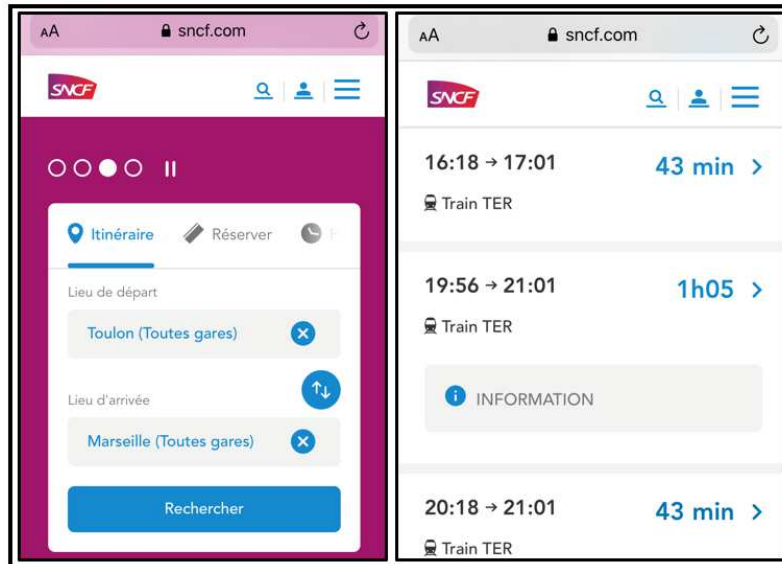 AA sncf.com
SNCF
Itinéraire Réserver
Lieu de départ
Toulon (Toutes gares)
Lieu d'arrivée
Marseille (Toutes gares)
Rechercher
AA sncf.com
SNCF
16:18 → 17:01 43 min >
Train TER
19:56 → 21:01 1h05 >
Train TER
INFORMATION
20:18 → 21:01 43 min >
Train TER